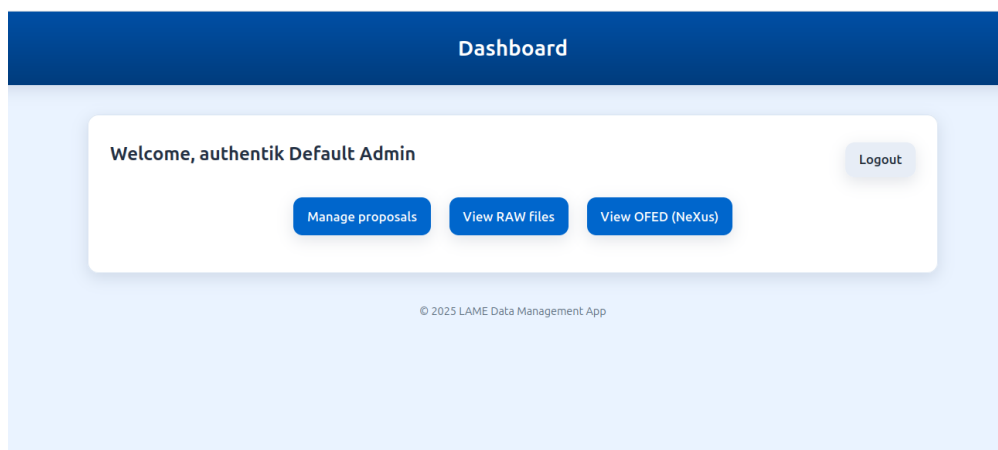 Dashboard
Welcome, authentik Default Admin
Logout
Manage proposals
View RAW files
View OFED (NeXus)
© 2025 LAME Data Management App